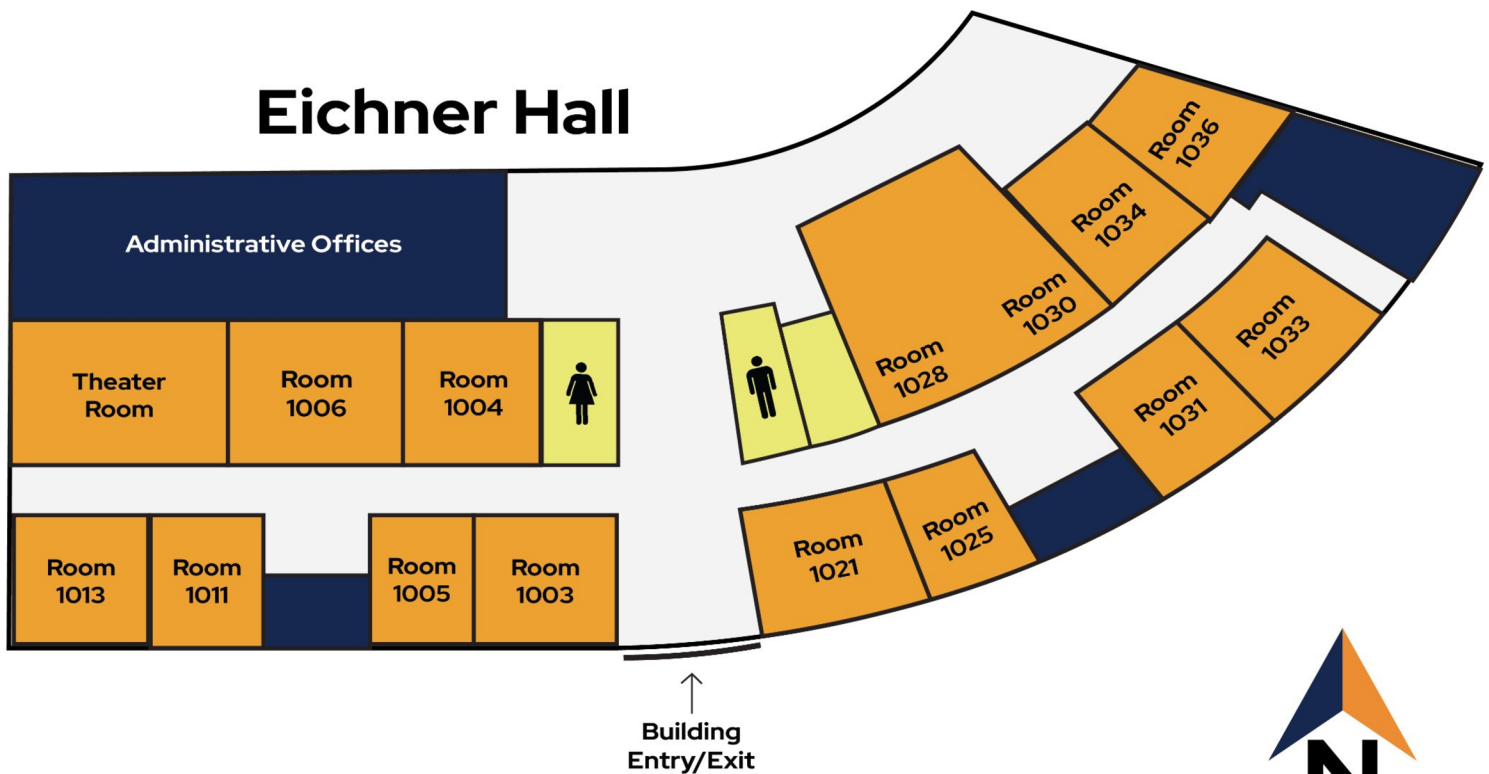 Eichner Hall
Administrative Offices
Theater
Room
Room
1006
Room
1004
Room
1013
Room
1011
Room
1005
Room
1003
Room
1028
Room
1030
Room
1034
Room
1036
Room
1021
Room
1025
Room
1031
Room
1033
Building
Entry/Exit
N